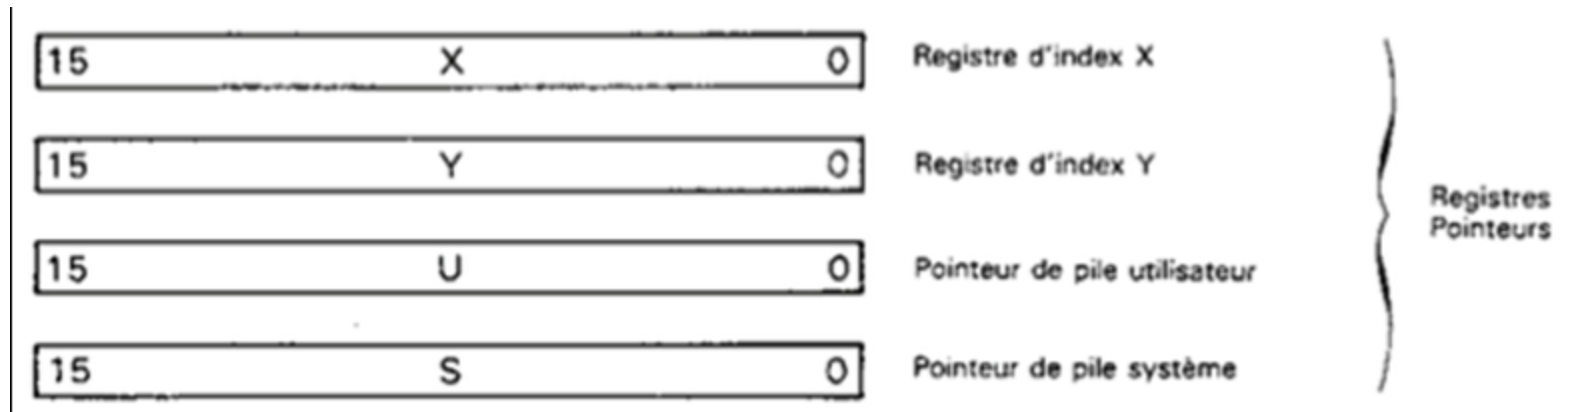 15 X 0 Registre d'index X
15 Y 0 Registre d'index Y
Registres
Pointeurs
15 U 0 Pointeur de pile utilisateur
15 S 0 Pointeur de pile système